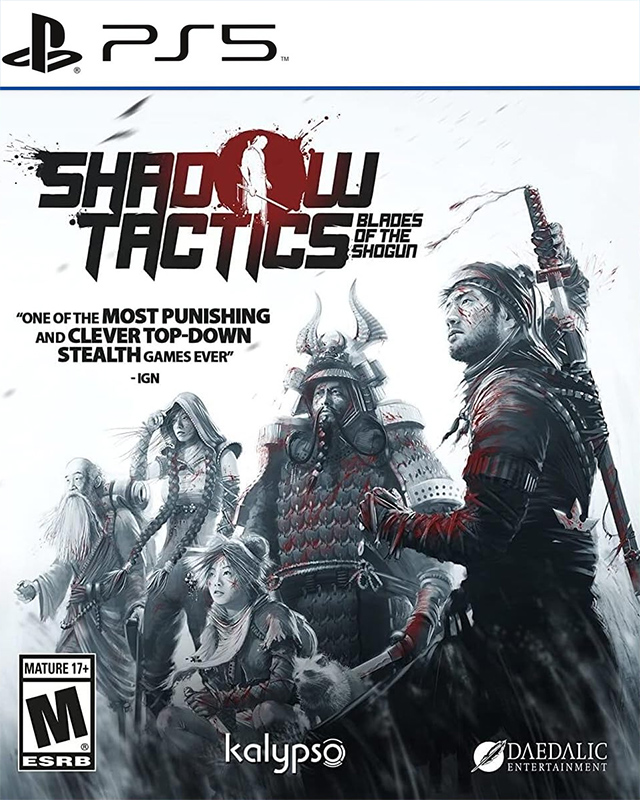 PS5
SHADOW
TACTICS
BLADES
OF THE
SHOGUN
“ONE OF THE MOST PUNISHING
AND CLEVER TOP-DOWN
STEALTH GAMES EVER”
- IGN
MATURE 17+
M
ESRB
kalypso
DAEDALIC
ENTERTAINMENT